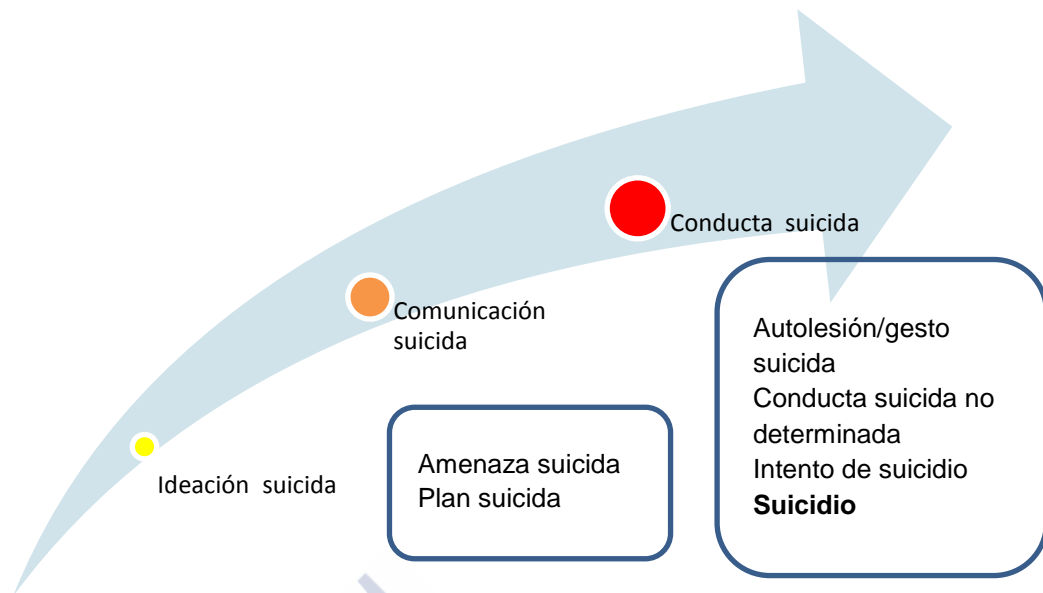 Conducta suicida
Comunicación
suicida
Ideación suicida
Amenaza suicida
Plan suicida
Autolesión/gesto
suicida
Conducta suicida no
determinada
Intento de suicidio
Suicidio